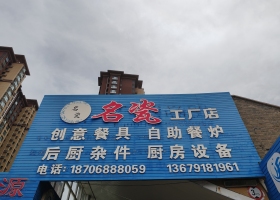 名瓷
名瓷 工厂店
创意餐具 自助餐炉
后厨杂件 厨房设备
电话: 18706888059 13679181961
源